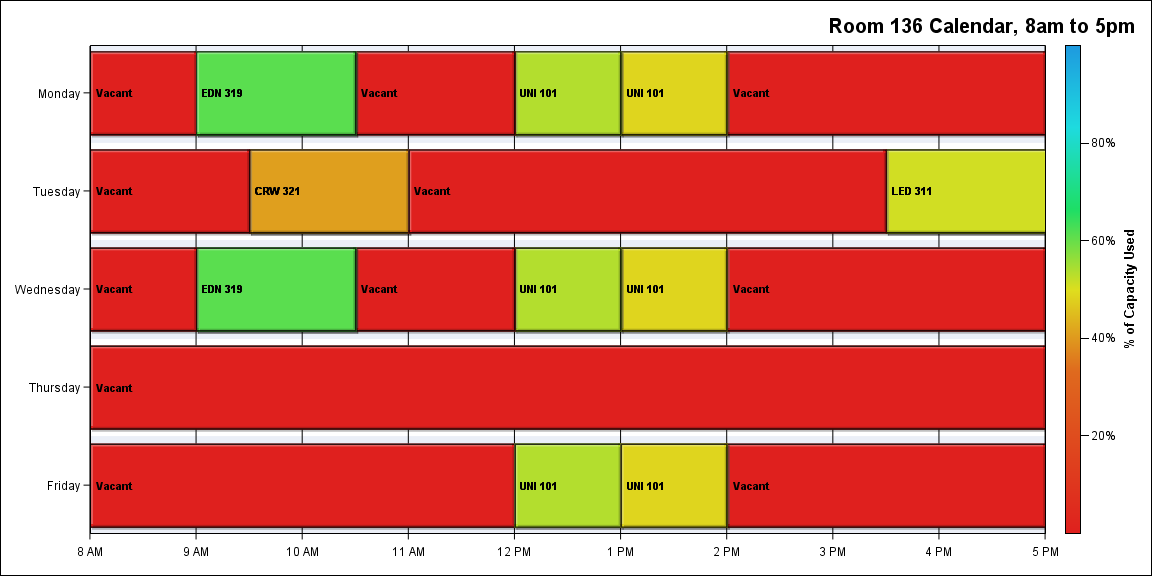 Room 136 Calendar, 8am to 5pm
Monday
Vacant
EDN 319
Vacant
UNI 101
UNI 101
Vacant
Tuesday
Vacant
CRW 321
Vacant
LED 311
Wednesday
Vacant
EDN 319
Vacant
UNI 101
UNI 101
Vacant
Thursday
Vacant
Friday
Vacant
UNI 101
UNI 101
Vacant
8 AM
9 AM
10 AM
11 AM
12 PM
1 PM
2 PM
3 PM
4 PM
5 PM
80%
60%
40%
20%
% of Capacity Used